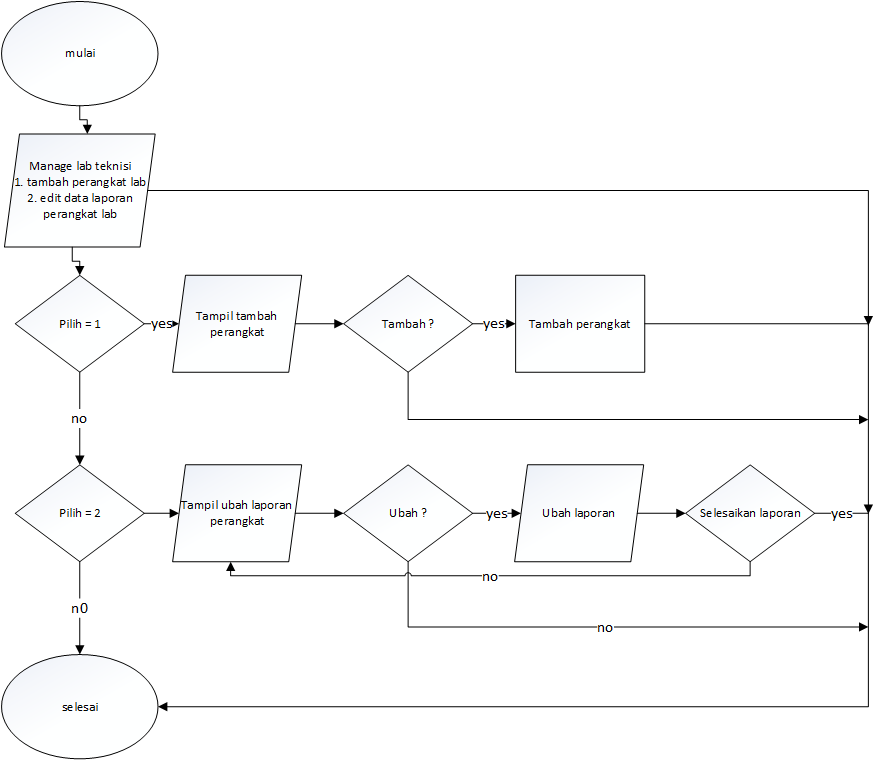 mulai
Manage lab teknisi
1. tambah perangkat lab
2. edit data laporan
perangkat lab
Pilih = 1
yes
Tampil tambah
perangkat
Tambah ?
yes
Tambah perangkat
no
Pilih = 2
Tampil ubah laporan
perangkat
Ubah ?
yes
Ubah laporan
Selesaikan laporan
yes
no
n0
no
selesai